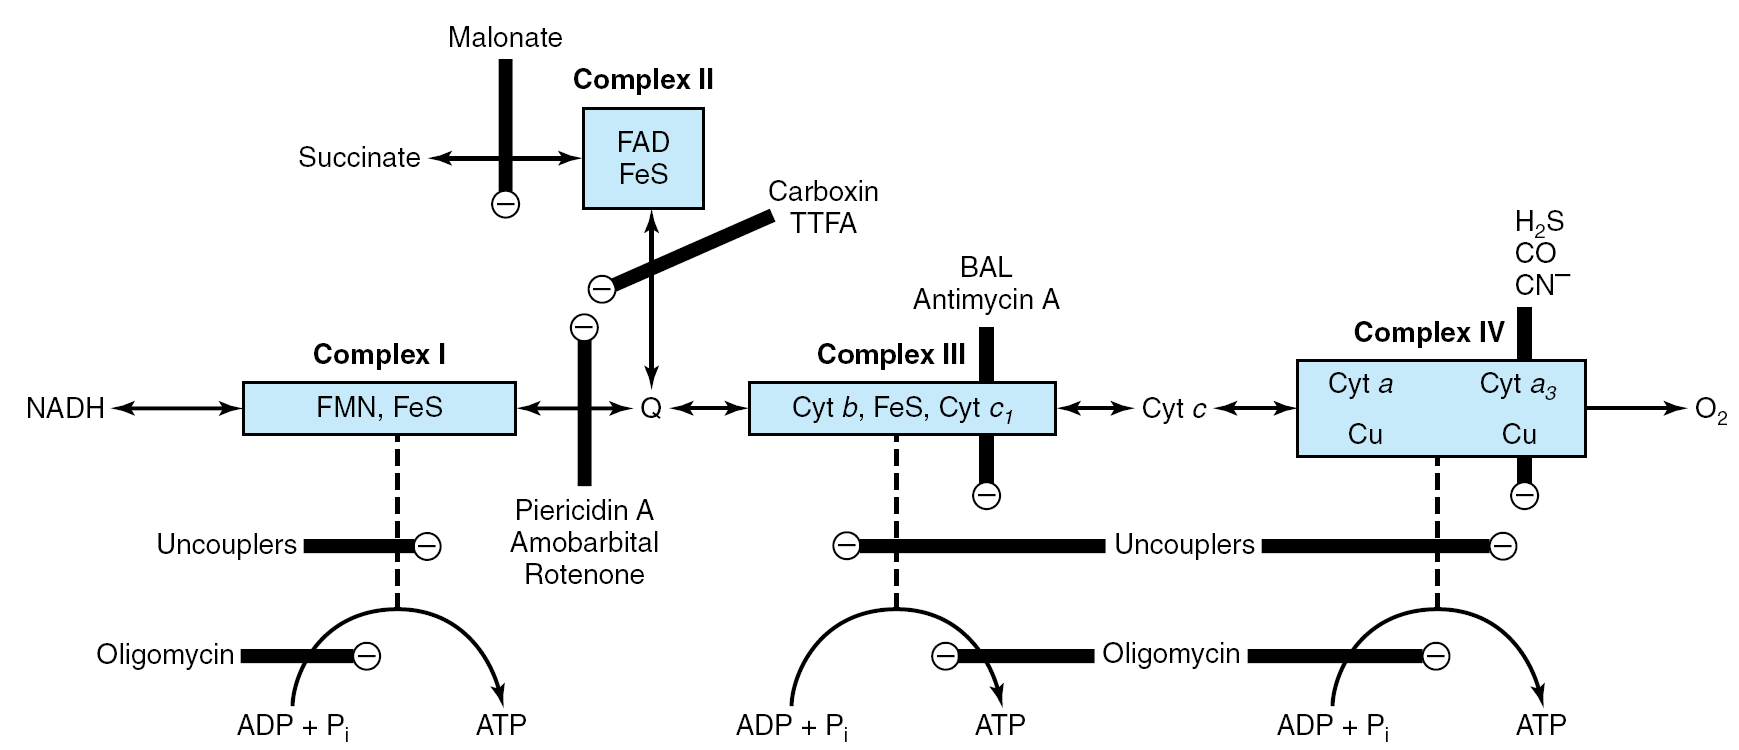 Malonate
Complex II
FAD
FeS
Succinate
Carboxin
TTFA
H₂S
CO
CN⁻
BAL
Antimycin A
Complex I
Complex III
Complex IV
NADH
FMN, FeS
Q
Cyt b, FeS, Cyt c₁
Cyt c
Cyt a
Cyt a₃
Cu
Cu
O₂
Piericidin A
Amobarbital
Rotenone
Uncouplers
Uncouplers
Oligomycin
Oligomycin
ADP + Pᵢ
ATP
ADP + Pᵢ
ATP
ADP + Pᵢ
ATP